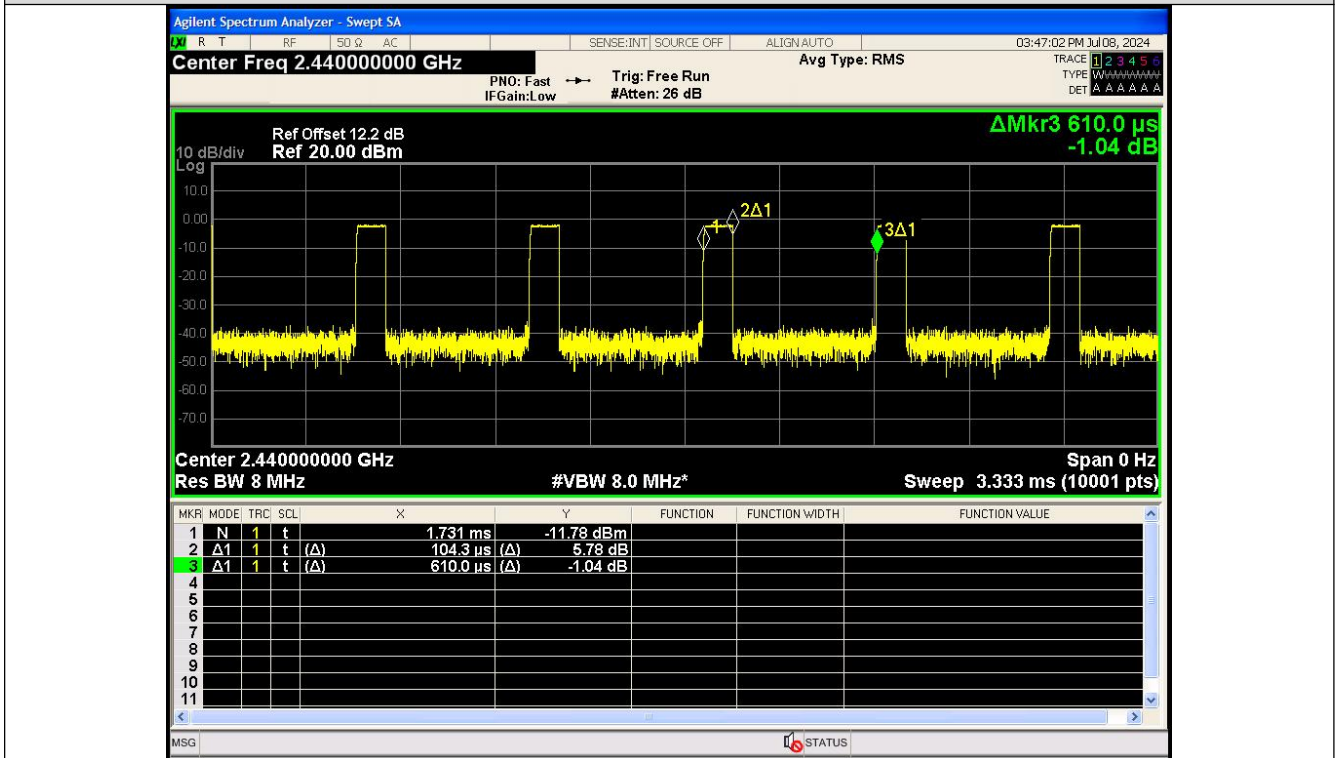 Agilent Spectrum Analyzer - Swept SA
LXI R T RF 50 Ω AC SENSE:INT SOURCE OFF ALIGN AUTO 03:47:02 PM Jul 08, 2024
Center Freq 2.440000000 GHz Avg Type: RMS TRACE 1 2 3 4 5 6
PNO: Fast Trig: Free Run TYPE
IFGain:Low #Atten: 26 dB DET A A A A A A
ΔMkr3 610.0 µs
Ref Offset 12.2 dB
10 dB/div Ref 20.00 dBm -1.04 dB
Log
10.0
0.00
2Δ1
1
3Δ1
-10.0
-20.0
-30.0
-40.0
-50.0
-60.0
-70.0
Center 2.440000000 GHz Span 0 Hz
Res BW 8 MHz #VBW 8.0 MHz* Sweep 3.333 ms (10001 pts)
MKR MODE TRC SCL X Y FUNCTION FUNCTION WIDTH FUNCTION VALUE
1 N 1 t 1.731 ms -11.78 dBm
2 Δ1 1 t (Δ) 104.3 µs (Δ) 5.78 dB
3 Δ1 1 t (Δ) 610.0 µs (Δ) -1.04 dB
4
5
6
7
8
9
10
11
MSG STATUS